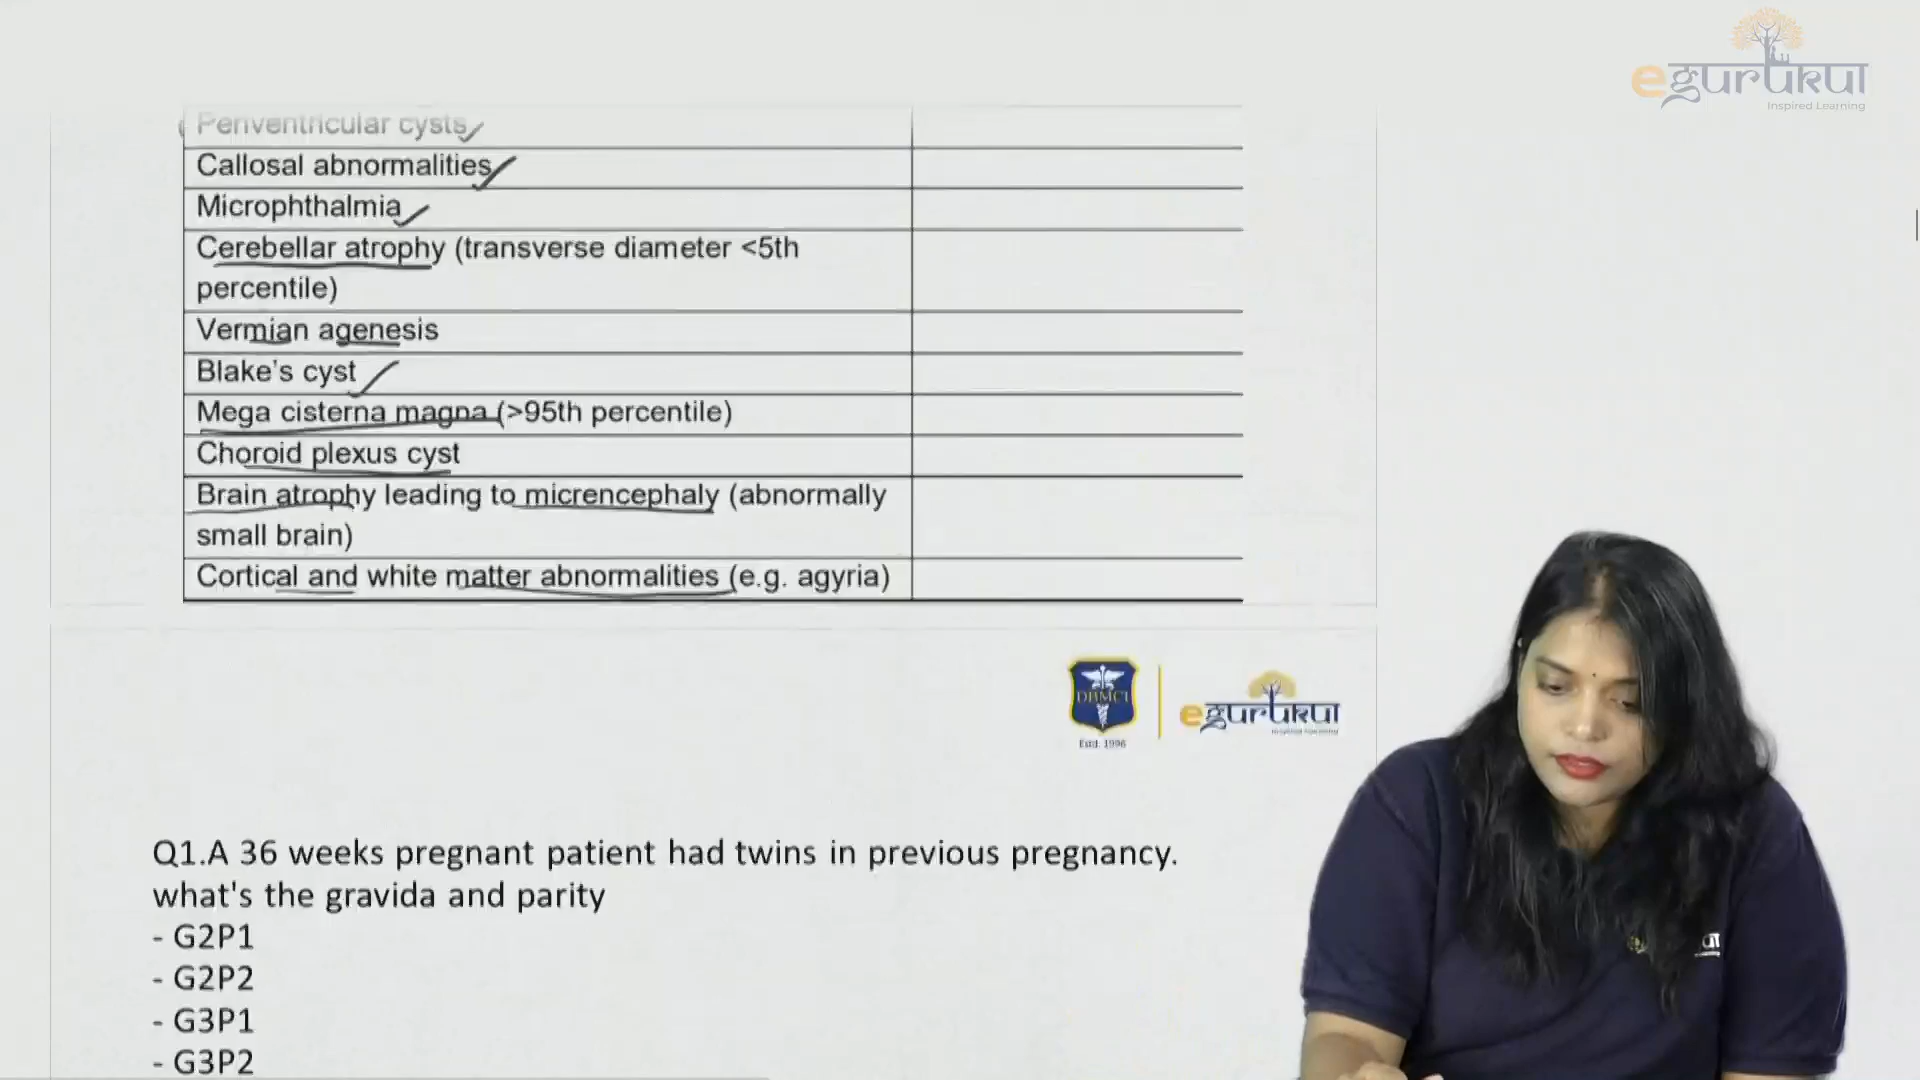 egurukul
Inspired Learning
Periventricular cysts
Callosal abnormalities
Microphthalmia
Cerebellar atrophy (transverse diameter <5th
percentile)
Vermian agenesis
Blake's cyst
Mega cisterna magna (>95th percentile)
Choroid plexus cyst
Brain atrophy leading to micrencephaly (abnormally
small brain)
Cortical and white matter abnormalities (e.g. agyria)
DBMCI
Estd. 1996
egurukul
Inspired Learning
Q1.A 36 weeks pregnant patient had twins in previous pregnancy.
what's the gravida and parity
- G2P1
- G2P2
- G3P1
- G3P2